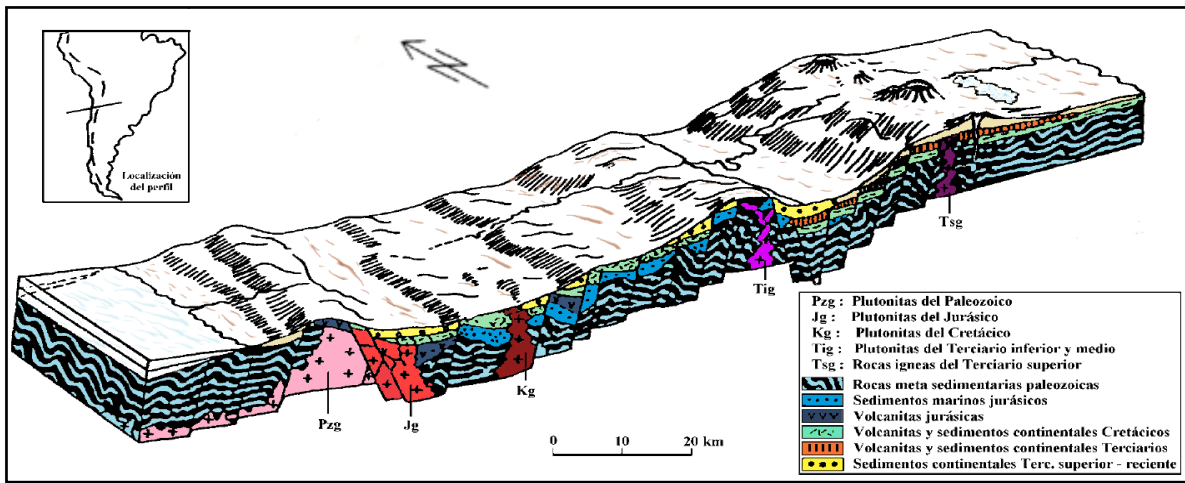 Localización
del perfil
N
Tsg
Tig
Kg
Pzg
Jg
0 10 20 km
Pzg : Plutonitas del Paleozoico
Jg : Plutonitas del Jurásico
Kg : Plutonitas del Cretácico
Tig : Plutonitas del Terciario inferior y medio
Tsg : Rocas igneas del Terciario superior
Rocas meta sedimentarias paleozoicas
Sedimentos marinos jurásicos
Volcanitas jurásicas
Volcanitas y sedimentos continentales Cretácicos
Volcanitas y sedimentos continentales Terciarios
Sedimentos continentales Terc. superior - reciente